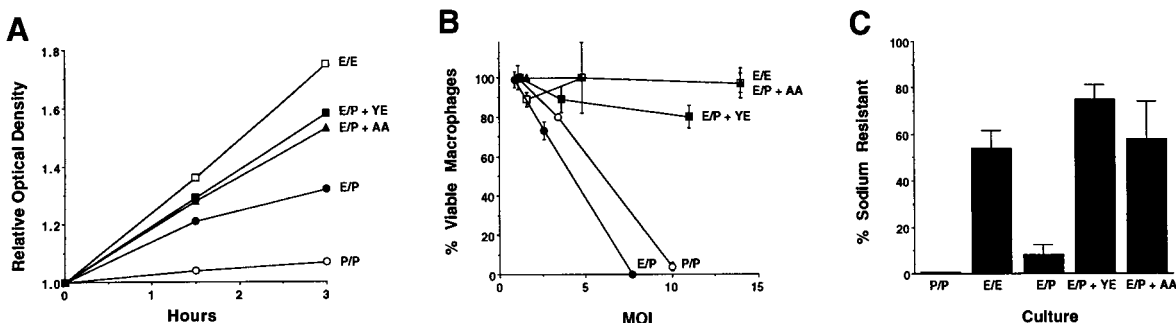 A
Relative Optical Density
1.8
1.6
1.4
1.2
1.0
0
1
2
3
Hours
E/E
E/P + YE
E/P + AA
E/P
P/P
B
% Viable Macrophages
100
80
60
40
20
0
0
5
10
15
MOI
E/E
E/P + AA
E/P + YE
E/P
P/P
C
% Sodium Resistant
100
80
60
40
20
0
P/P
E/E
E/P
E/P + YE
E/P + AA
Culture